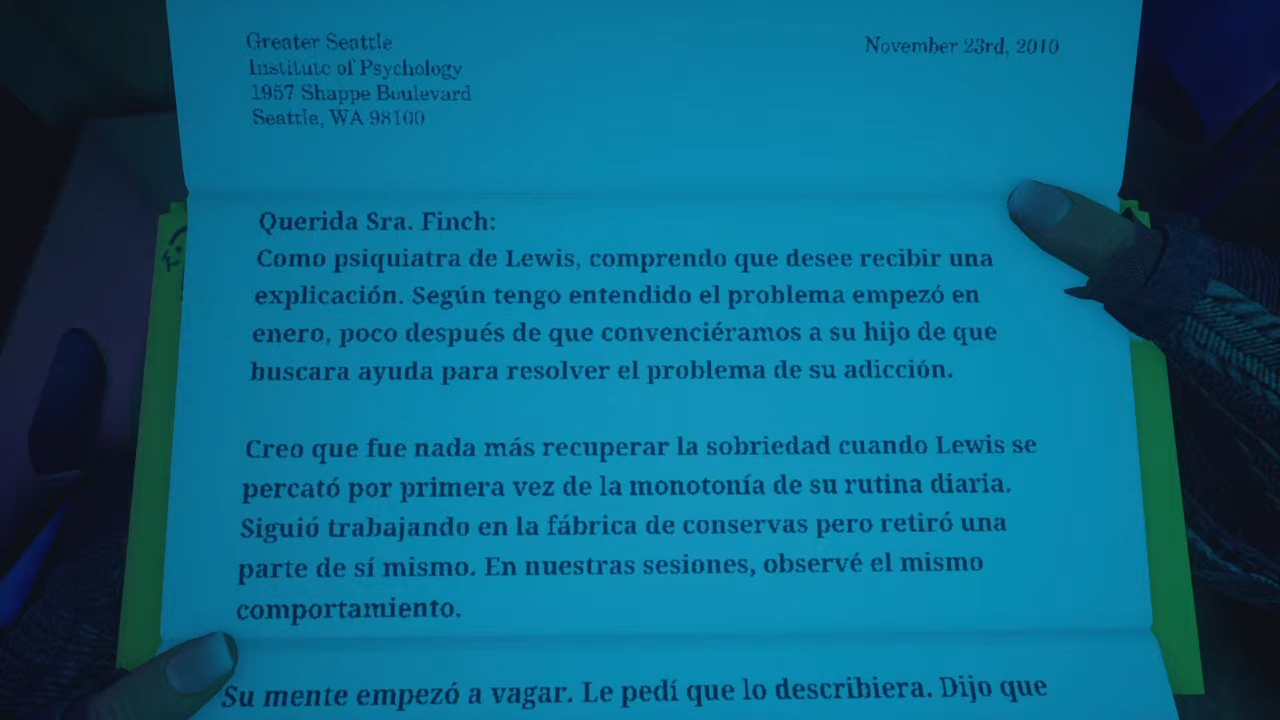 Greater Seattle
Institute of Psychology
1957 Shappe Boulevard
Seattle, WA 98100
November 23rd, 2010
Querida Sra. Finch:
Como psiquiatra de Lewis, comprendo que desee recibir una
explicación. Según tengo entendido el problema empezó en
enero, poco después de que convenciéramos a su hijo de que
buscara ayuda para resolver el problema de su adicción.
Creo que fue nada más recuperar la sobriedad cuando Lewis se
percató por primera vez de la monotonía de su rutina diaria.
Siguió trabajando en la fábrica de conservas pero retiró una
parte de sí mismo. En nuestras sesiones, observé el mismo
comportamiento.
Su mente empezó a vagar. Le pedí que lo describiera. Dijo que